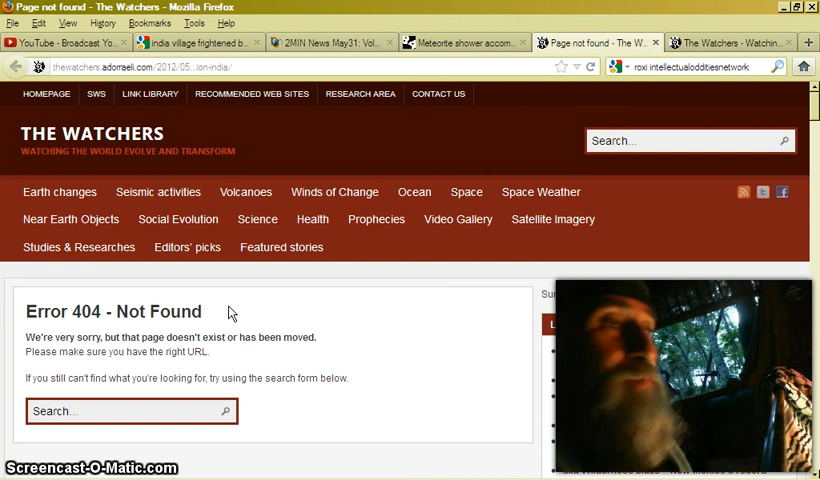 Page not found - The Watchers - Mozilla Firefox
File Edit View History Bookmarks Tools Help
YouTube - Broadcast Yo... india village frightened b... 2MIN News May31: Vol... Meteorite shower accom... Page not found - The W... The Watchers - Watchin...
thewatchers.adorraeli.com/2012/05...ion-india/ roxi intellectualodditiesnetwork
HOMEPAGE SWS LINK LIBRARY RECOMMENDED WEB SITES RESEARCH AREA CONTACT US
THE WATCHERS
WATCHING THE WORLD EVOLVE AND TRANSFORM
Search...
Earth changes Seismic activities Volcanoes Winds of Change Ocean Space Space Weather
Near Earth Objects Social Evolution Science Health Prophecies Video Gallery Satellite Imagery
Studies & Researches Editors' picks Featured stories
Error 404 - Not Found
We're very sorry, but that page doesn't exist or has been moved.
Please make sure you have the right URL.
If you still can't find what you're looking for, try using the search form below.
Search...
Screencast-O-Matic.com